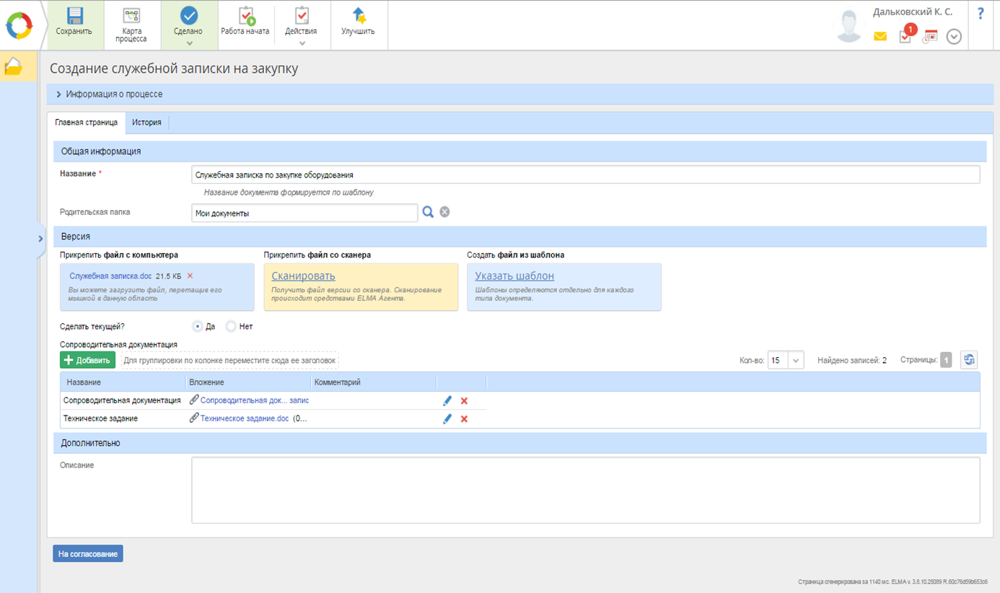 Сохранить
Карта
процесса
Сделано
Работа начата
Действия
Улучшить
Дальковский К. С.
1
?
Создание служебной записки на закупку
Информация о процессе
Главная страница
История
Общая информация
Название *
Служебная записка по закупке оборудования
Название документа формируется по шаблону
Родительская папка
Мои документы
Версия
Прикрепить файл с компьютера
Прикрепить файл со сканера
Создать файл из шаблона
Служебная записка.doc 21.5 КБ
Вы можете загрузить файл, перетащив его
мышкой в данную область
Сканировать
Получить файл версии со сканера. Сканирование
происходит средствами ELMA Агента.
Указать шаблон
Шаблоны определяются отдельно для каждого
типа документа.
Сделать текущей?
Да
Нет
Сопроводительная документация
Добавить
Для группировки по колонке переместите сюда ее заголовок
Кол-во: 15
Найдено записей: 2
Страницы: 1
Название
Вложение
Комментарий
Сопроводительная документация
Сопроводительная док... запис
Техническое задание
Техническое задание.doc (0...
Дополнительно
Описание
На согласование
Страница сгенерирована за 1140 мс. ELMA v. 3.8.10.25089 R.60c76d59b653c6